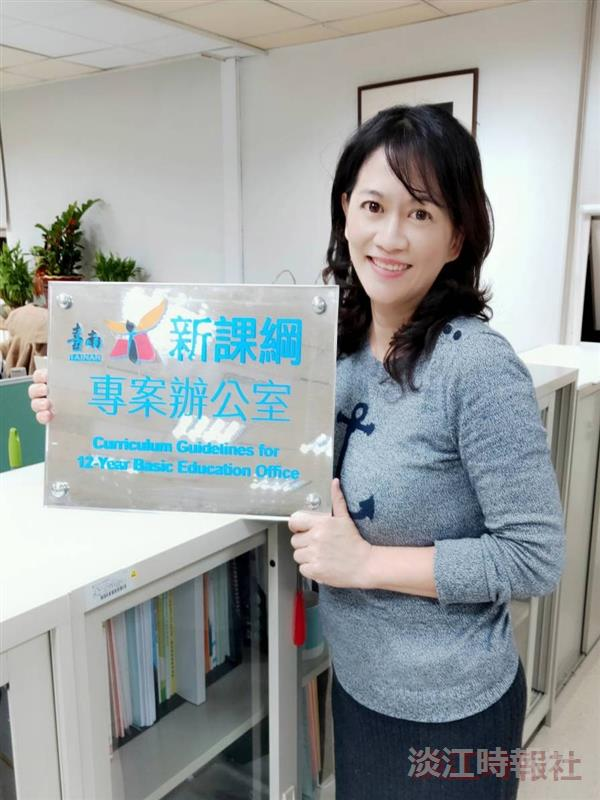 臺南 新課綱
TAINAN
專案辦公室
Curriculum Guidelines for
12-Year Basic Education Office
淡江時報社